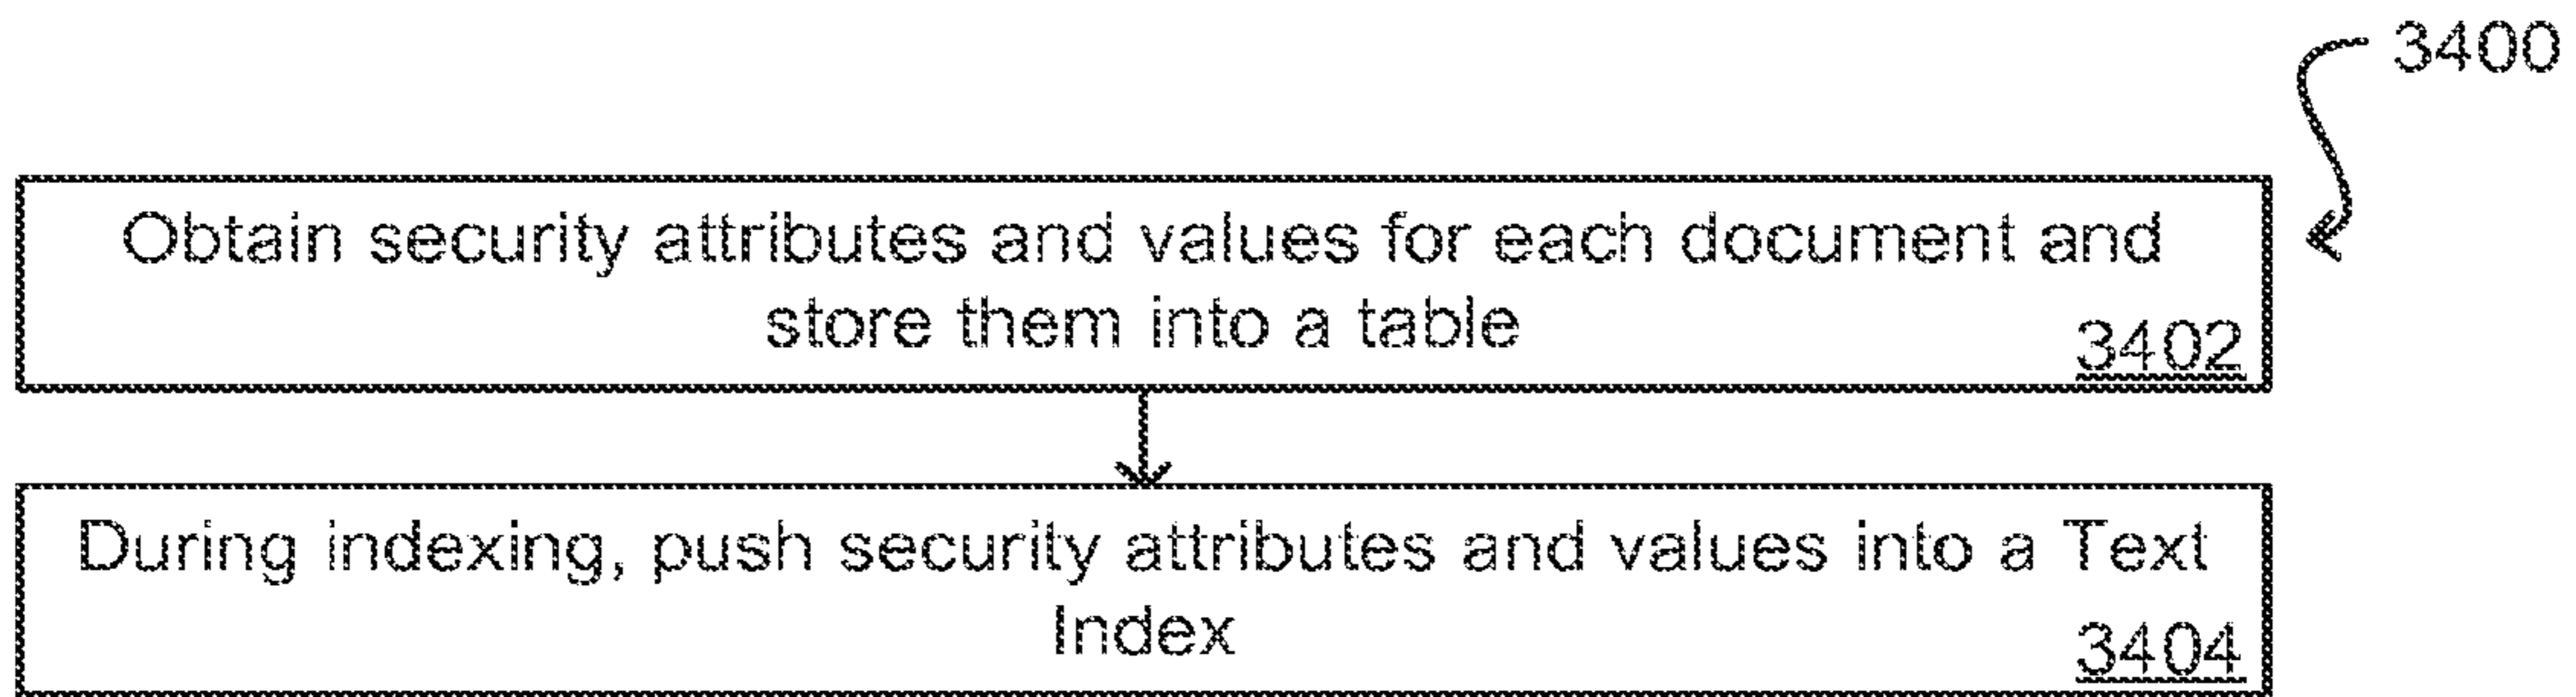 3400
Obtain security attributes and values for each document and
store them into a table
3402
During indexing, push security attributes and values into a Text
Index
3404